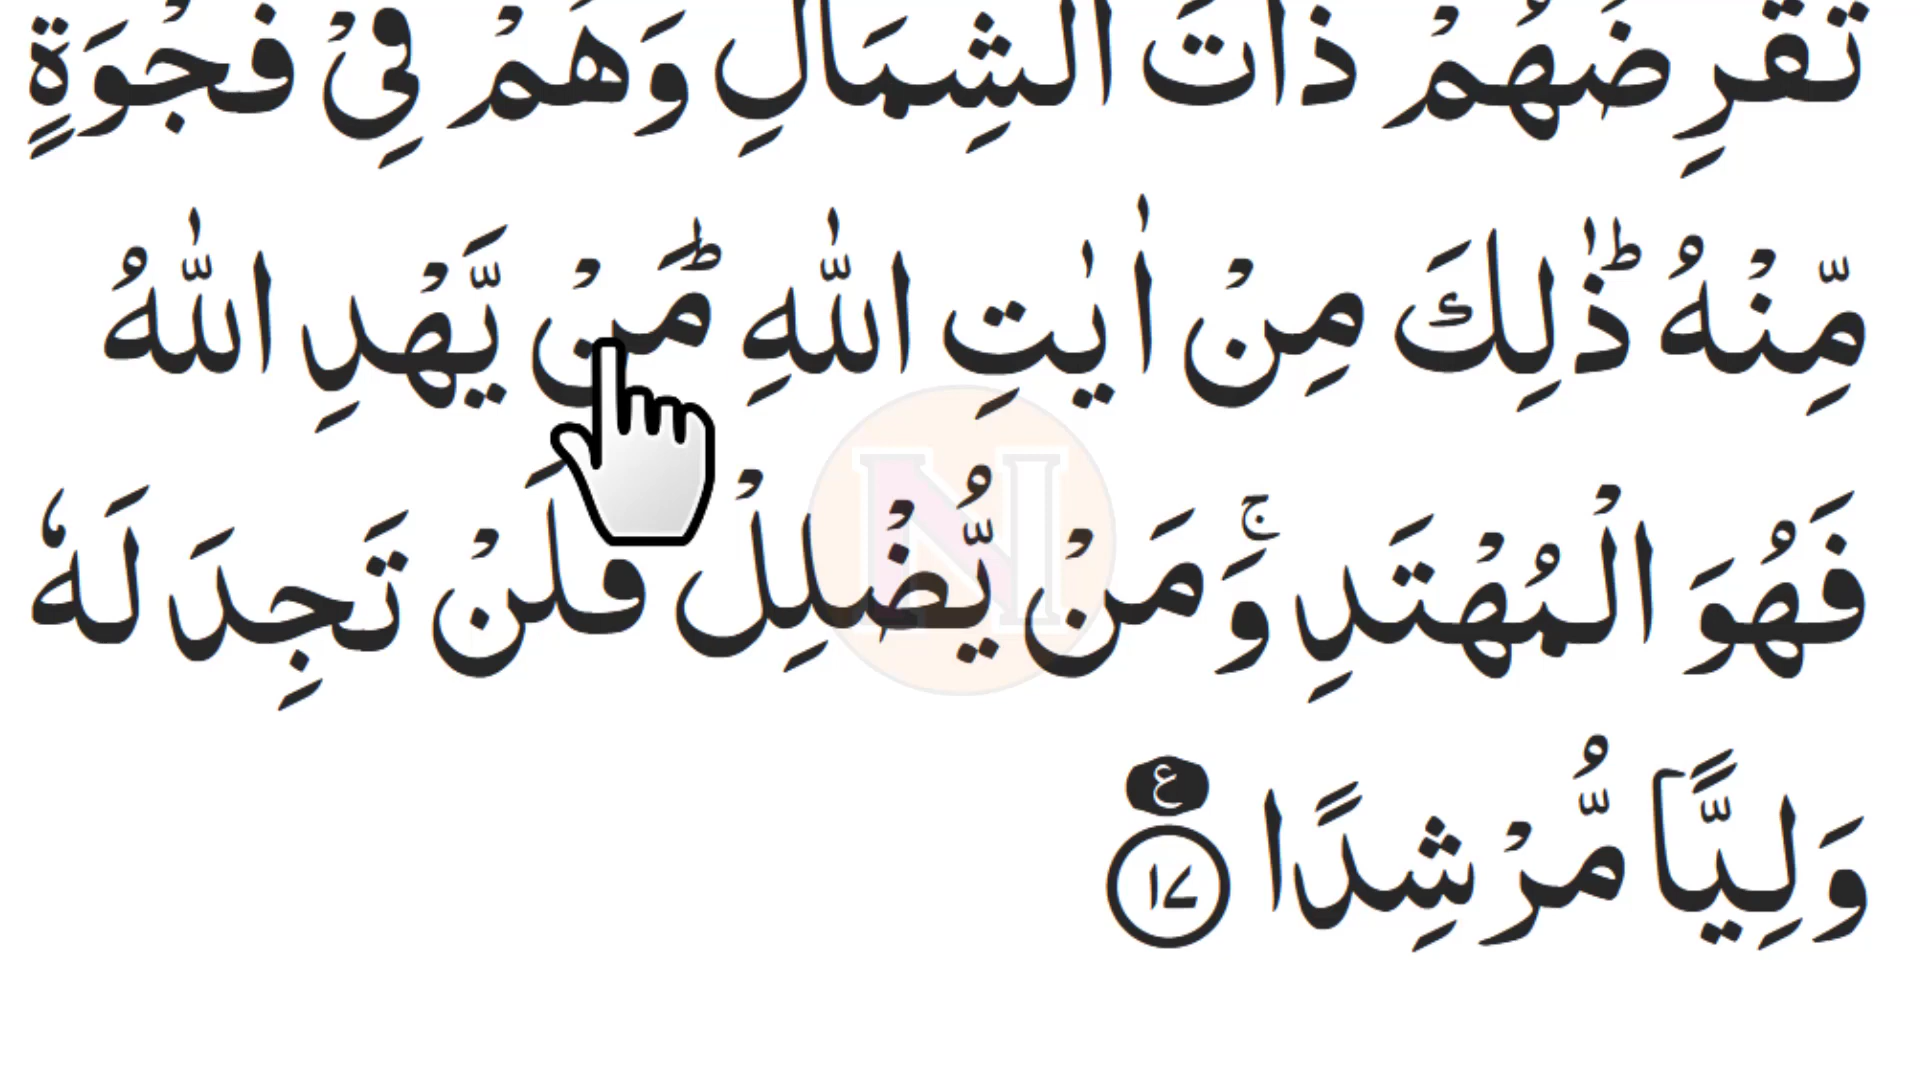 تَّقْرِضُهُمْ ذَاتَ الشِّمَالِ وَهُمْ فِيْ فَجْوَةٍ
مِّنْهُ ؕ ذٰلِكَ مِنْ اٰيٰتِ اللّٰهِ ؕ مَنْ يَّهْدِ اللّٰهُ
فَهُوَ الْمُهْتَدِ ۚ وَمَنْ يُّضْلِلْ فَلَنْ تَجِدَ لَهٗ
وَلِيًّا مُّرْشِدًا ع ١٧
N